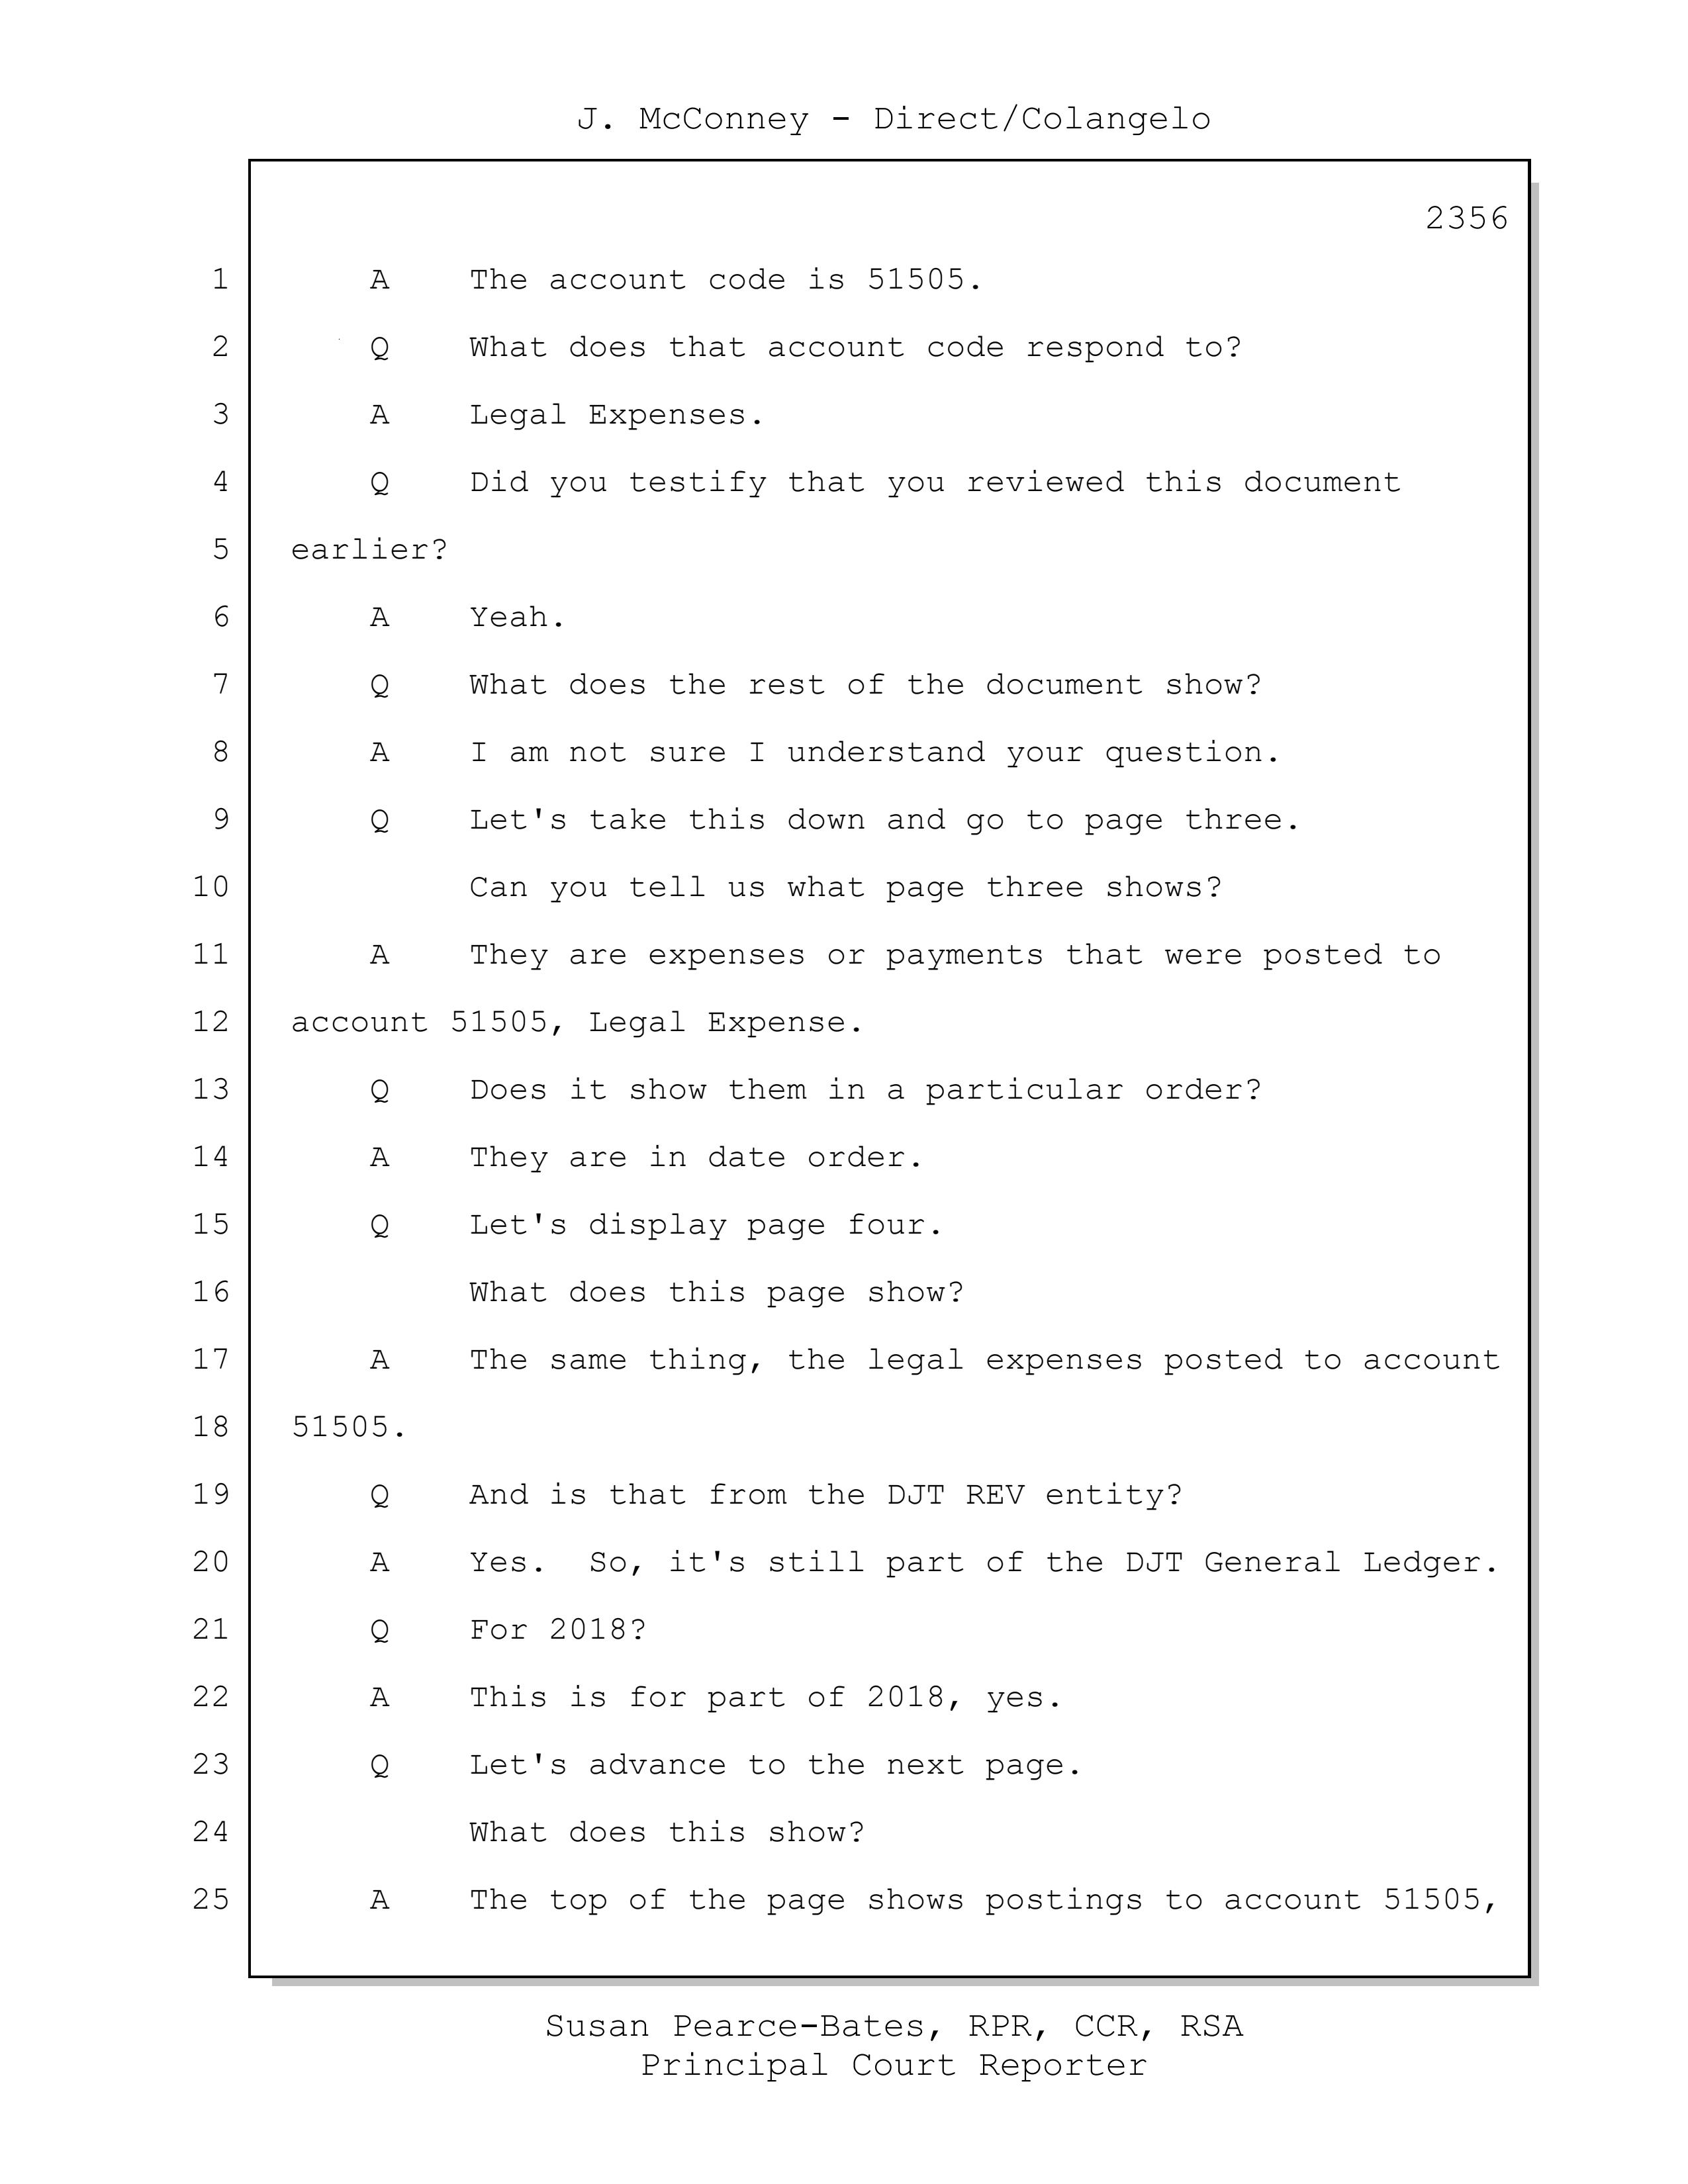 J. McConney - Direct/Colangelo
2356
1 A The account code is 51505.
2 Q What does that account code respond to?
3 A Legal Expenses.
4 Q Did you testify that you reviewed this document
5 earlier?
6 A Yeah.
7 Q What does the rest of the document show?
8 A I am not sure I understand your question.
9 Q Let's take this down and go to page three.
10 Can you tell us what page three shows?
11 A They are expenses or payments that were posted to
12 account 51505, Legal Expense.
13 Q Does it show them in a particular order?
14 A They are in date order.
15 Q Let's display page four.
16 What does this page show?
17 A The same thing, the legal expenses posted to account
18 51505.
19 Q And is that from the DJT REV entity?
20 A Yes. So, it's still part of the DJT General Ledger.
21 Q For 2018?
22 A This is for part of 2018, yes.
23 Q Let's advance to the next page.
24 What does this show?
25 A The top of the page shows postings to account 51505,
Susan Pearce-Bates, RPR, CCR, RSA
Principal Court Reporter